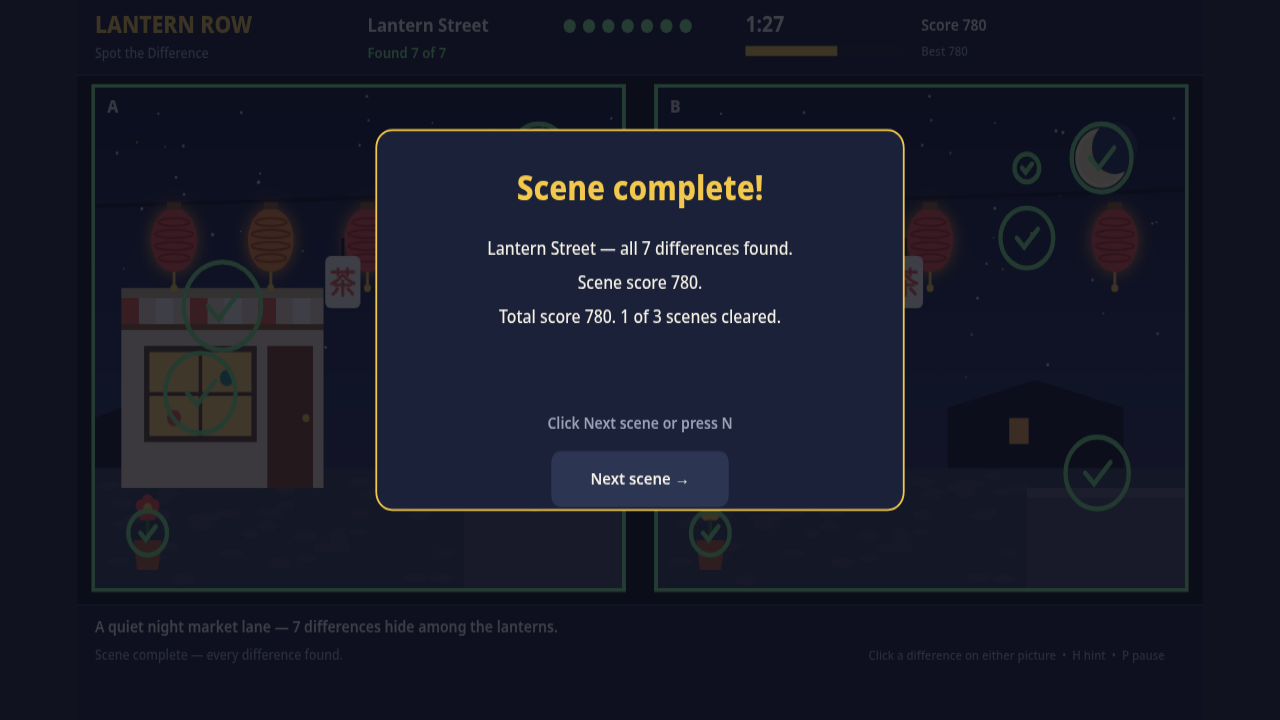 LANTERN ROW
Spot the Difference
Lantern Street
Found 7 of 7
1:27
Score 780
Best 780
A
B
茶
茶
Scene complete!
Lantern Street — all 7 differences found.
Scene score 780.
Total score 780. 1 of 3 scenes cleared.
Click Next scene or press N
Next scene →
A quiet night market lane — 7 differences hide among the lanterns.
Scene complete — every difference found.
Click a difference on either picture • H hint • P pause